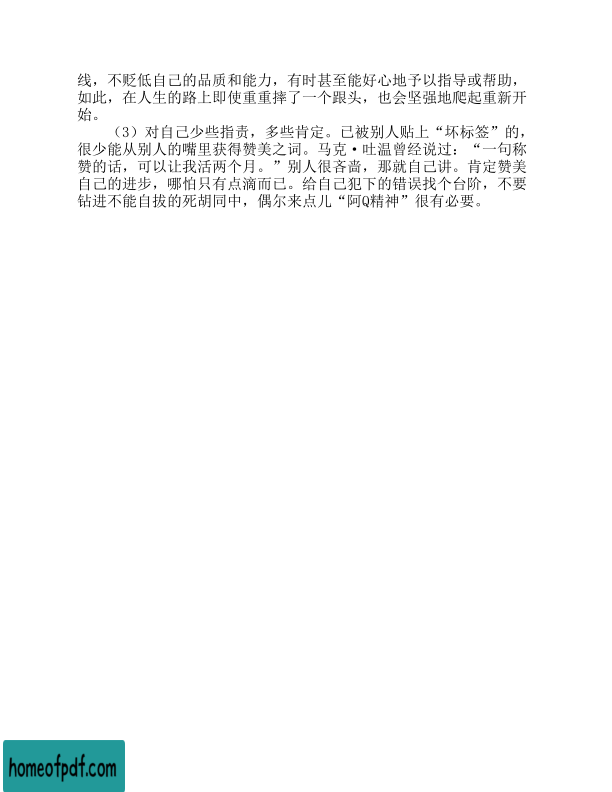 线，不贬低自己的品质和能力，有时甚至能好心地予以指导或帮助，
如此，在人生的路上即使重重摔了一个跟头，也会坚强地爬起重新开
始。
（3）对自己少些指责，多些肯定。已被别人贴上“坏标签”的，
很少能从别人的嘴里获得赞美之词。马克·吐温曾经说过：“一句称
赞的话，可以让我活两个月。”别人很吝啬，那就自己讲。肯定赞美
自己的进步，哪怕只有点滴而已。给自己犯下的错误找个台阶，不要
钻进不能自拔的死胡同中，偶尔来点儿“阿Q精神”很有必要。
homeofpdf.com